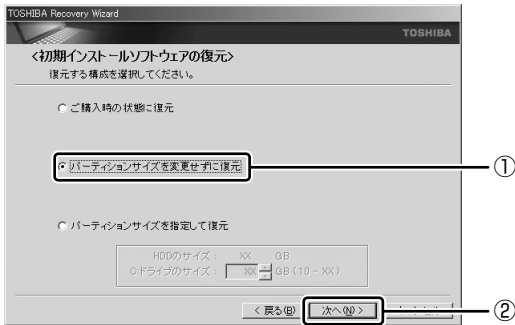 TOSHIBA Recovery Wizard
TOSHIBA
<初期インストールソフトウェアの復元>
復元する構成を選択してください。
ご購入時の状態に復元
パーティションサイズを変更せずに復元
①
パーティションサイズを指定して復元
HDDのサイズ： XX GB
C:ドライブのサイズ： XX GB (10 - XX)
< 戻る(B) 次へ(N) >
②